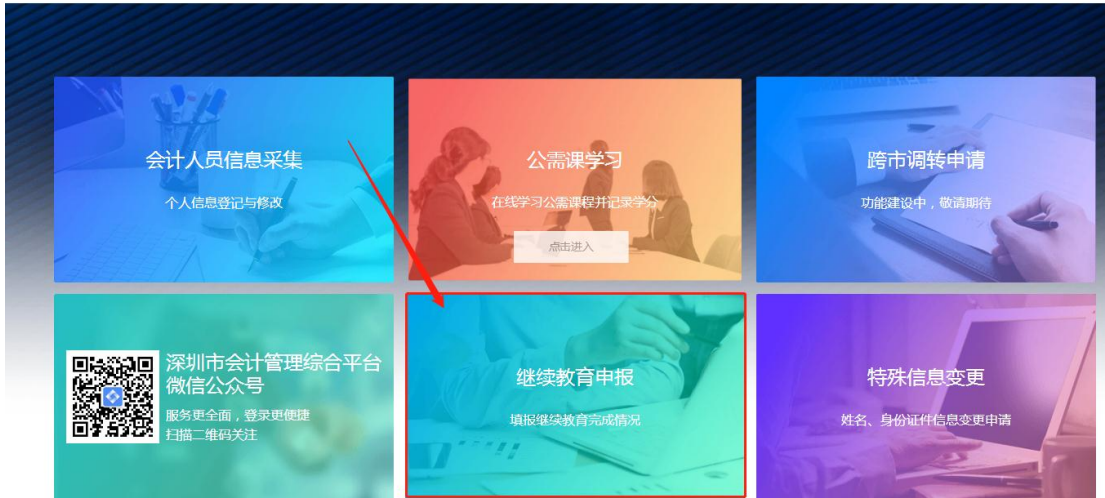 会计人员信息采集
个人信息登记与修改
公需课学习
在线学习公需课程并记录学分
点击进入
跨市调转申请
功能建设中，敬请期待
深圳市会计管理综合平台
微信公众号
服务更全面，登录更便捷
扫描二维码关注
继续教育申报
填报继续教育完成情况
特殊信息变更
姓名、身份证件信息变更申请